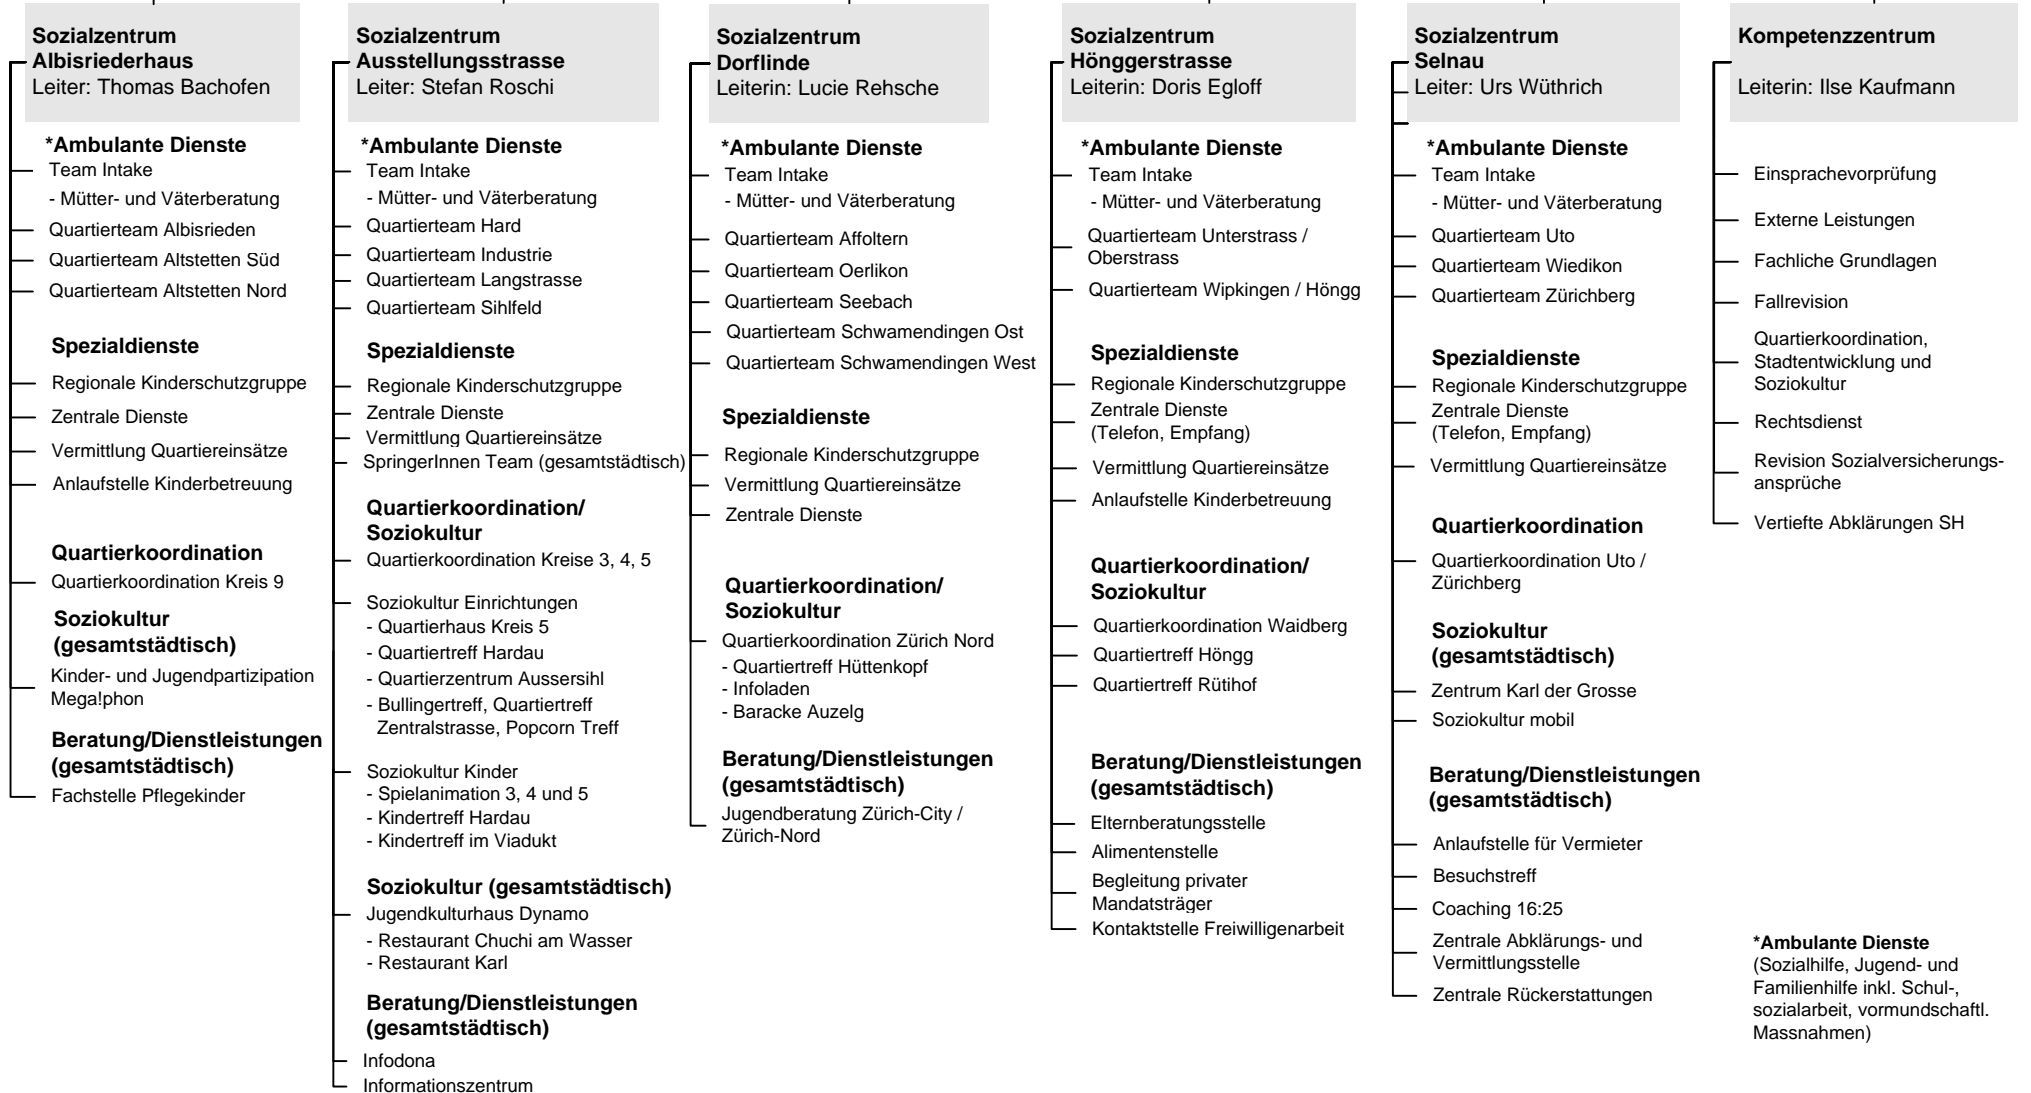 Sozialzentrum
Albisriederhaus
Leiter: Thomas Bachofen
*Ambulante Dienste
Team Intake
- Mütter- und Väterberatung
Quartierteam Albisrieden
Quartierteam Altstetten Süd
Quartierteam Altstetten Nord
Spezialdienste
Regionale Kinderschutzgruppe
Zentrale Dienste
Vermittlung Quartiereinsätze
Anlaufstelle Kinderbetreuung
Quartierkoordination
Quartierkoordination Kreis 9
Soziokultur
(gesamtstädtisch)
Kinder- und Jugendpartizipation
Mega!phon
Beratung/Dienstleistungen
(gesamtstädtisch)
Fachstelle Pflegekinder
Sozialzentrum
Ausstellungsstrasse
Leiter: Stefan Roschi
*Ambulante Dienste
Team Intake
- Mütter- und Väterberatung
Quartierteam Hard
Quartierteam Industrie
Quartierteam Langstrasse
Quartierteam Sihlfeld
Spezialdienste
Regionale Kinderschutzgruppe
Zentrale Dienste
Vermittlung Quartiereinsätze
SpringerInnen Team (gesamtstädtisch)
Quartierkoordination/
Soziokultur
Quartierkoordination Kreise 3, 4, 5
Soziokultur Einrichtungen
- Quartierhaus Kreis 5
- Quartiertreff Hardau
- Quartierzentrum Aussersihl
- Bullingertreff, Quartiertreff
Zentralstrasse, Popcorn Treff
Soziokultur Kinder
- Spielanimation 3, 4 und 5
- Kindertreff Hardau
- Kindertreff im Viadukt
Soziokultur (gesamtstädtisch)
Jugendkulturhaus Dynamo
- Restaurant Chuchi am Wasser
- Restaurant Karl
Beratung/Dienstleistungen
(gesamtstädtisch)
Infodona
Informationszentrum
Sozialzentrum
Dorflinde
Leiterin: Lucie Rehsche
*Ambulante Dienste
Team Intake
- Mütter- und Väterberatung
Quartierteam Affoltern
Quartierteam Oerlikon
Quartierteam Seebach
Quartierteam Schwamendingen Ost
Quartierteam Schwamendingen West
Spezialdienste
Regionale Kinderschutzgruppe
Vermittlung Quartiereinsätze
Zentrale Dienste
Quartierkoordination/
Soziokultur
Quartierkoordination Zürich Nord
- Quartiertreff Hüttenkopf
- Infoladen
- Baracke Auzelg
Beratung/Dienstleistungen
(gesamtstädtisch)
Jugendberatung Zürich-City /
Zürich-Nord
Sozialzentrum
Hönggerstrasse
Leiterin: Doris Egloff
*Ambulante Dienste
Team Intake
- Mütter- und Väterberatung
Quartierteam Unterstrass /
Oberstrass
Quartierteam Wipkingen / Höngg
Spezialdienste
Regionale Kinderschutzgruppe
Zentrale Dienste
(Telefon, Empfang)
Vermittlung Quartiereinsätze
Anlaufstelle Kinderbetreuung
Quartierkoordination/
Soziokultur
Quartierkoordination Waidberg
Quartiertreff Höngg
Quartiertreff Rütihof
Beratung/Dienstleistungen
(gesamtstädtisch)
Elternberatungsstelle
Alimentenstelle
Begleitung privater
Mandatsträger
Kontaktstelle Freiwilligenarbeit
Sozialzentrum
Selnau
Leiter: Urs Wüthrich
*Ambulante Dienste
Team Intake
- Mütter- und Väterberatung
Quartierteam Uto
Quartierteam Wiedikon
Quartierteam Zürichberg
Spezialdienste
Regionale Kinderschutzgruppe
Zentrale Dienste
(Telefon, Empfang)
Vermittlung Quartiereinsätze
Quartierkoordination
Quartierkoordination Uto /
Zürichberg
Soziokultur
(gesamtstädtisch)
Zentrum Karl der Grosse
Soziokultur mobil
Beratung/Dienstleistungen
(gesamtstädtisch)
Anlaufstelle für Vermieter
Besuchstreff
Coaching 16:25
Zentrale Abklärungs- und
Vermittlungsstelle
Zentrale Rückerstattungen
Kompetenzzentrum
Leiterin: Ilse Kaufmann
Einsprachevorprüfung
Externe Leistungen
Fachliche Grundlagen
Fallrevision
Quartierkoordination,
Stadtentwicklung und
Soziokultur
Rechtsdienst
Revision Sozialversicherungs-
ansprüche
Vertiefte Abklärungen SH
*Ambulante Dienste
(Sozialhilfe, Jugend- und
Familienhilfe inkl. Schul-,
sozialarbeit, vormundschaftl.
Massnahmen)